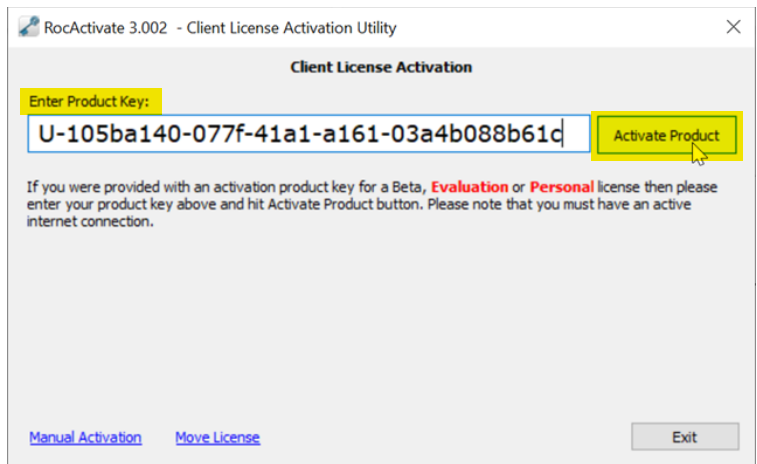 RocActivate 3.002 - Client License Activation Utility
Client License Activation
Enter Product Key:
U-105ba140-077f-41a1-a161-03a4b088b61c
Activate Product
If you were provided with an activation product key for a Beta, Evaluation or Personal license then please
enter your product key above and hit Activate Product button. Please note that you must have an active
internet connection.
Manual Activation
Move License
Exit